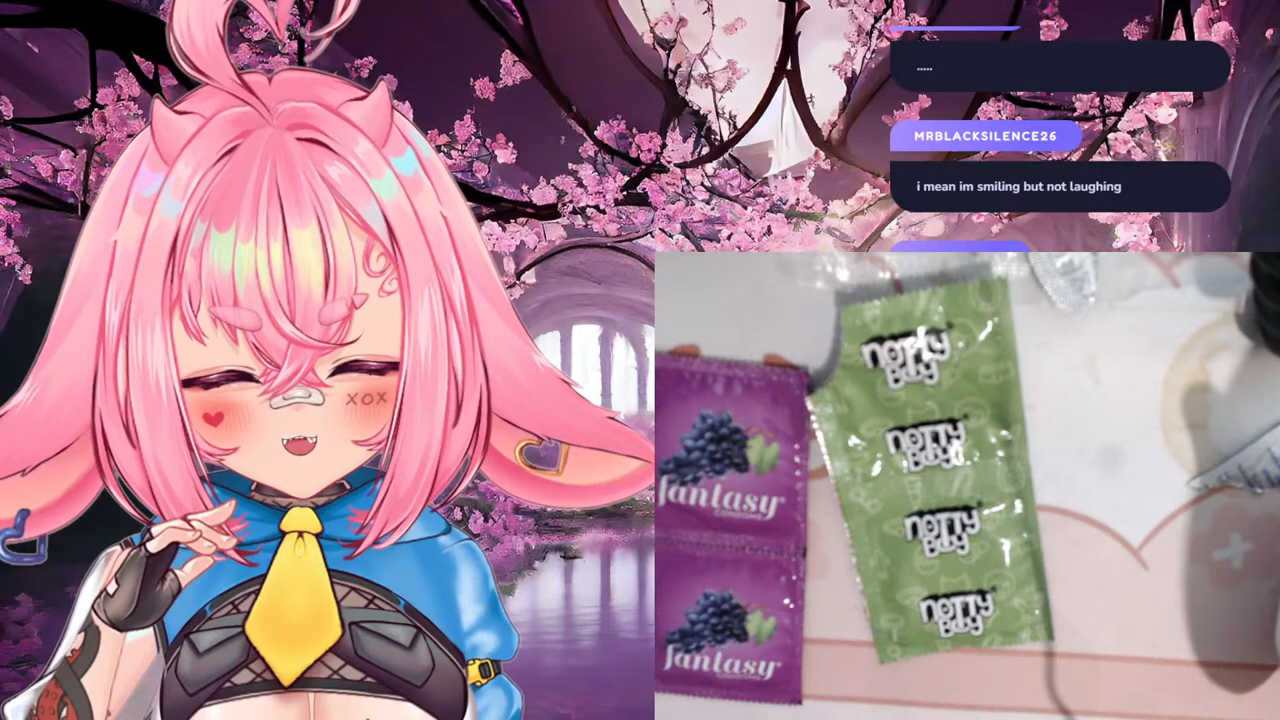 .....
MRBLACKSILENCE26
i mean im smiling but not laughing
XOX
fantasy
fantasy
NOTTY
Boy
NOTTY
Boy
NOTTY
Boy
NOTTY
Boy